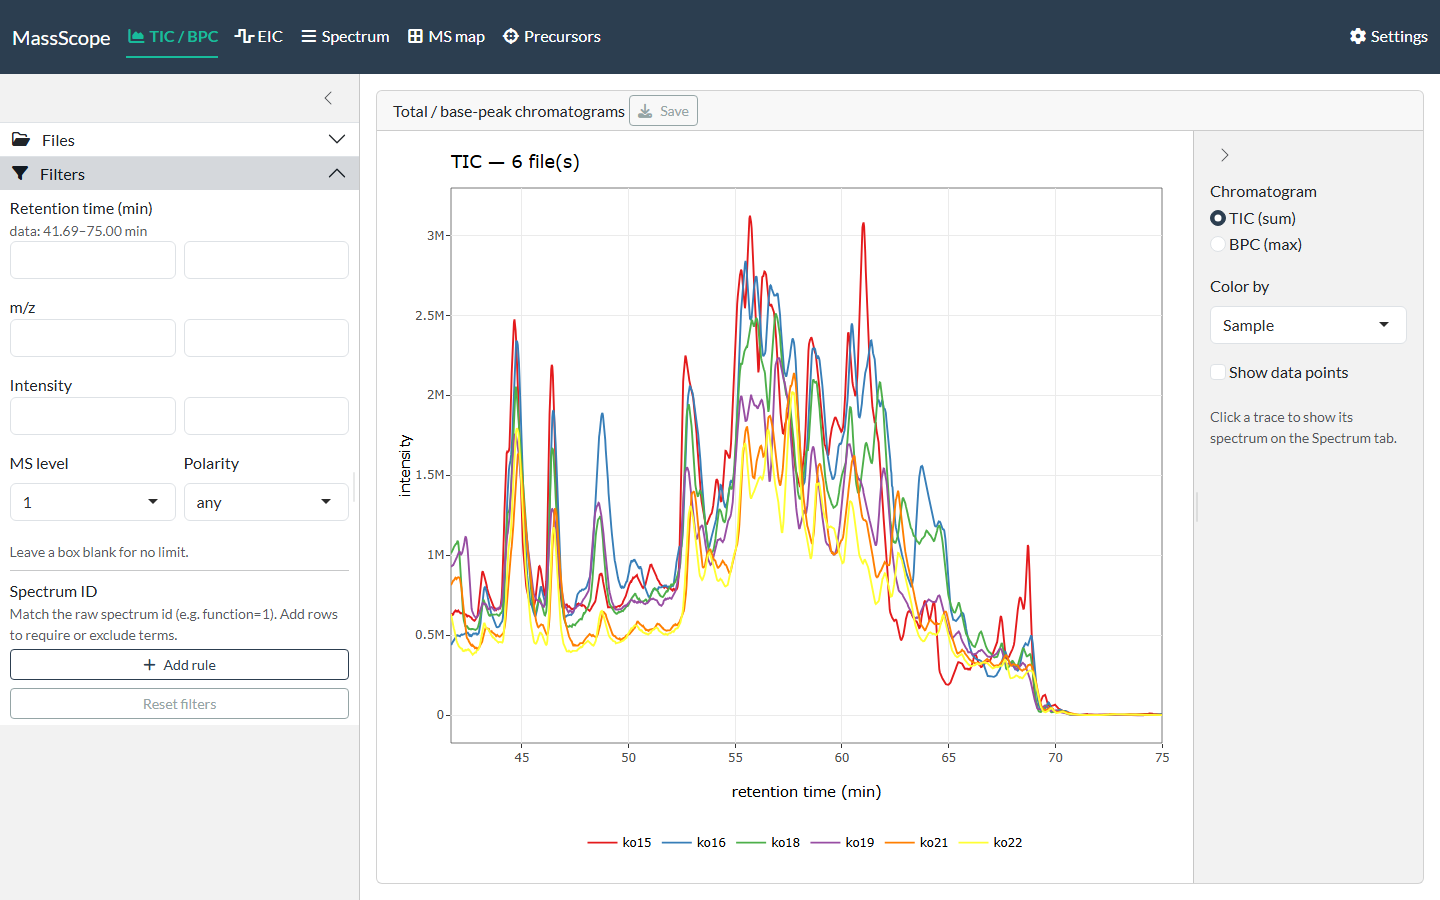 MassScope
TIC / BPC
EIC
Spectrum
MS map
Precursors
Settings
Files
Filters
Retention time (min)
data: 41.69–75.00 min
m/z
Intensity
MS level
Polarity
1
any
Leave a box blank for no limit.
Spectrum ID
Match the raw spectrum id (e.g. function=1). Add rows
to require or exclude terms.
Add rule
Reset filters
Total / base-peak chromatograms
Save
TIC — 6 file(s)
3M
2.5M
2M
1.5M
1M
0.5M
0
intensity
45
50
55
60
65
70
75
retention time (min)
ko15
ko16
ko18
ko19
ko21
ko22
Chromatogram
TIC (sum)
BPC (max)
Color by
Sample
Show data points
Click a trace to show its
spectrum on the Spectrum tab.